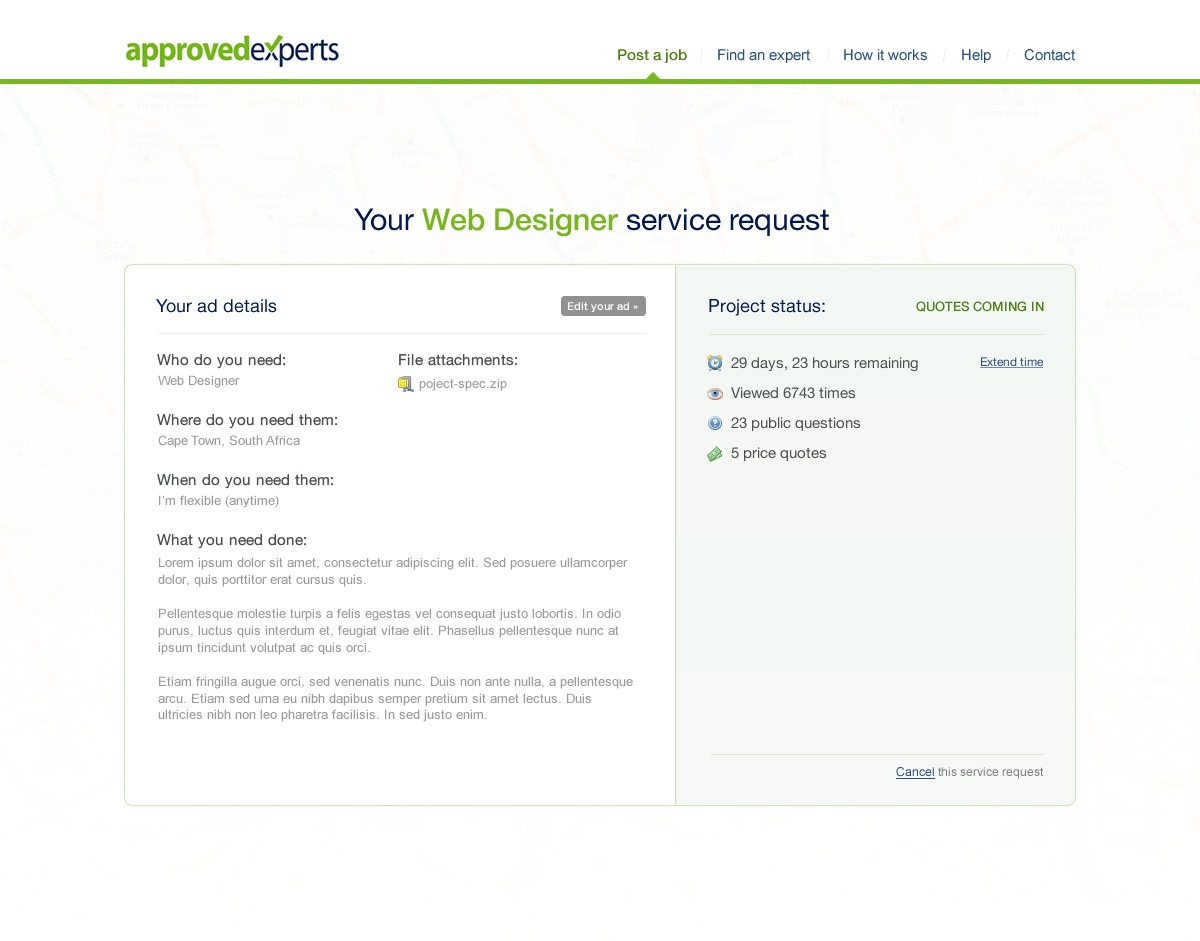 approvedexperts
Post a job / Find an expert / How it works / Help / Contact
Your Web Designer service request
Your ad details
Edit your ad »
Who do you need:
Web Designer
File attachments:
poject-spec.zip
Where do you need them:
Cape Town, South Africa
When do you need them:
I'm flexible (anytime)
What you need done:
Lorem ipsum dolor sit amet, consectetur adipiscing elit. Sed posuere ullamcorper
dolor, quis porttitor erat cursus quis.
Pellentesque molestie turpis a felis egestas vel consequat justo lobortis. In odio
purus, luctus quis interdum et, feugiat vitae elit. Phasellus pellentesque nunc at
ipsum tincidunt volutpat ac quis orci.
Etiam fringilla augue orci, sed venenatis nunc. Duis non ante nulla, a pellentesque
arcu. Etiam sed urna eu nibh dapibus semper pretium sit amet lectus. Duis
ultricies nibh non leo pharetra facilisis. In sed justo enim.
Project status:
QUOTES COMING IN
29 days, 23 hours remaining
Extend time
Viewed 6743 times
23 public questions
5 price quotes
Cancel this service request